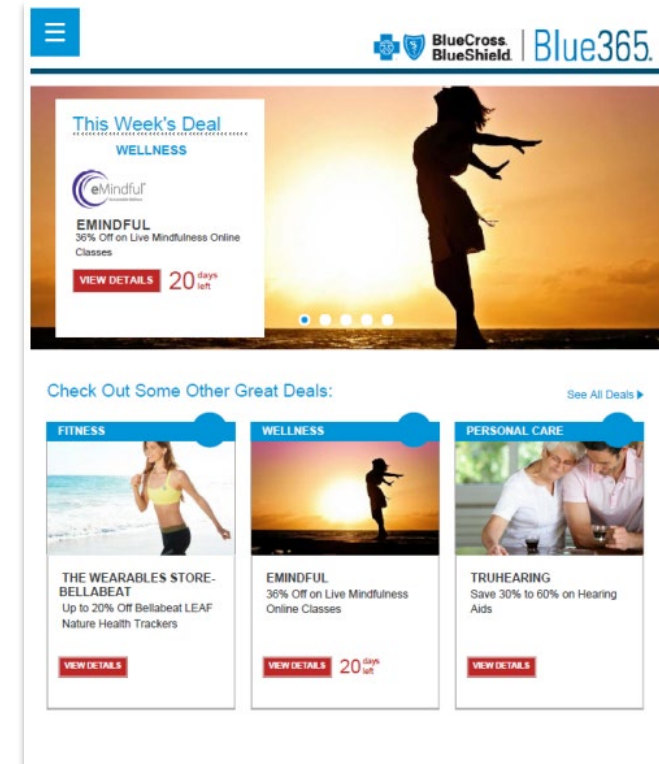 BlueCross.
BlueShield.
Blue365.
This Week's Deal
WELLNESS
eMindful
EMINDFUL
36% Off on Live Mindfulness Online
Classes
VIEW DETAILS 20 days left
Check Out Some Other Great Deals:
See All Deals
FITNESS
THE WEARABLES STORE-
BELLABEAT
Up to 20% Off Bellabeat LEAF
Nature Health Trackers
VIEW DETAILS
WELLNESS
EMINDFUL
36% Off on Live Mindfulness
Online Classes
VIEW DETAILS 20 days left
PERSONAL CARE
TRUHEARING
Save 30% to 60% on Hearing
Aids
VIEW DETAILS